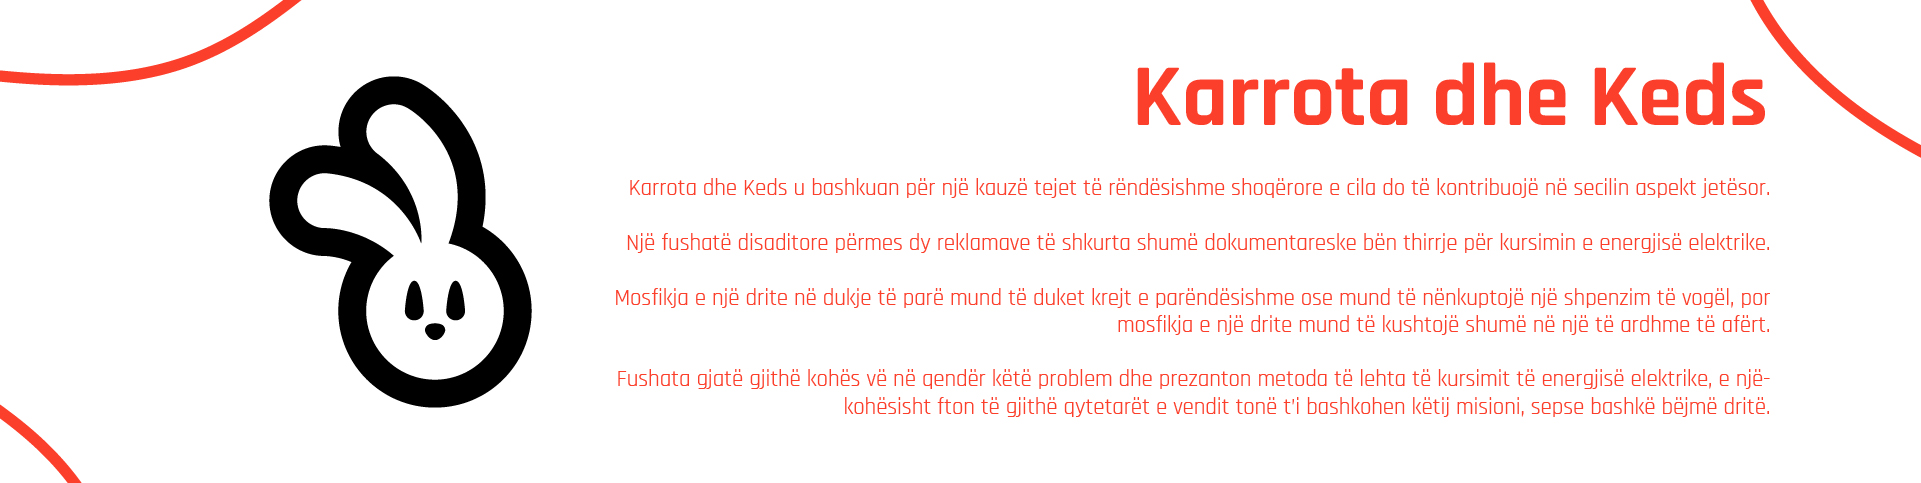 Karrota dhe Keds
Karrota dhe Keds u bashkuan për një kauzë tejet të rëndësishme shoqërore e cila do të kontribuojë në secilin aspekt jetësor.
Një fushatë disaditore përmes dy reklamave të shkurta shumë dokumentareske bën thirrje për kursimin e energjisë elektrike.
Mosfikja e një drite në dukje të parë mund të duket krejt e parëndësishme ose mund të nënkuptojë një shpenzim të vogël, por
mosfikja e një drite mund të kushtojë shumë në një të ardhme të afërt.
Fushata gjatë gjithë kohës vë në qendër këtë problem dhe prezanton metoda të lehta të kursimit të energjisë elektrike, e një-
kohësisht fton të gjithë qytetarët e vendit tonë t'i bashkohen këtij misioni, sepse bashkë bëjmë dritë.